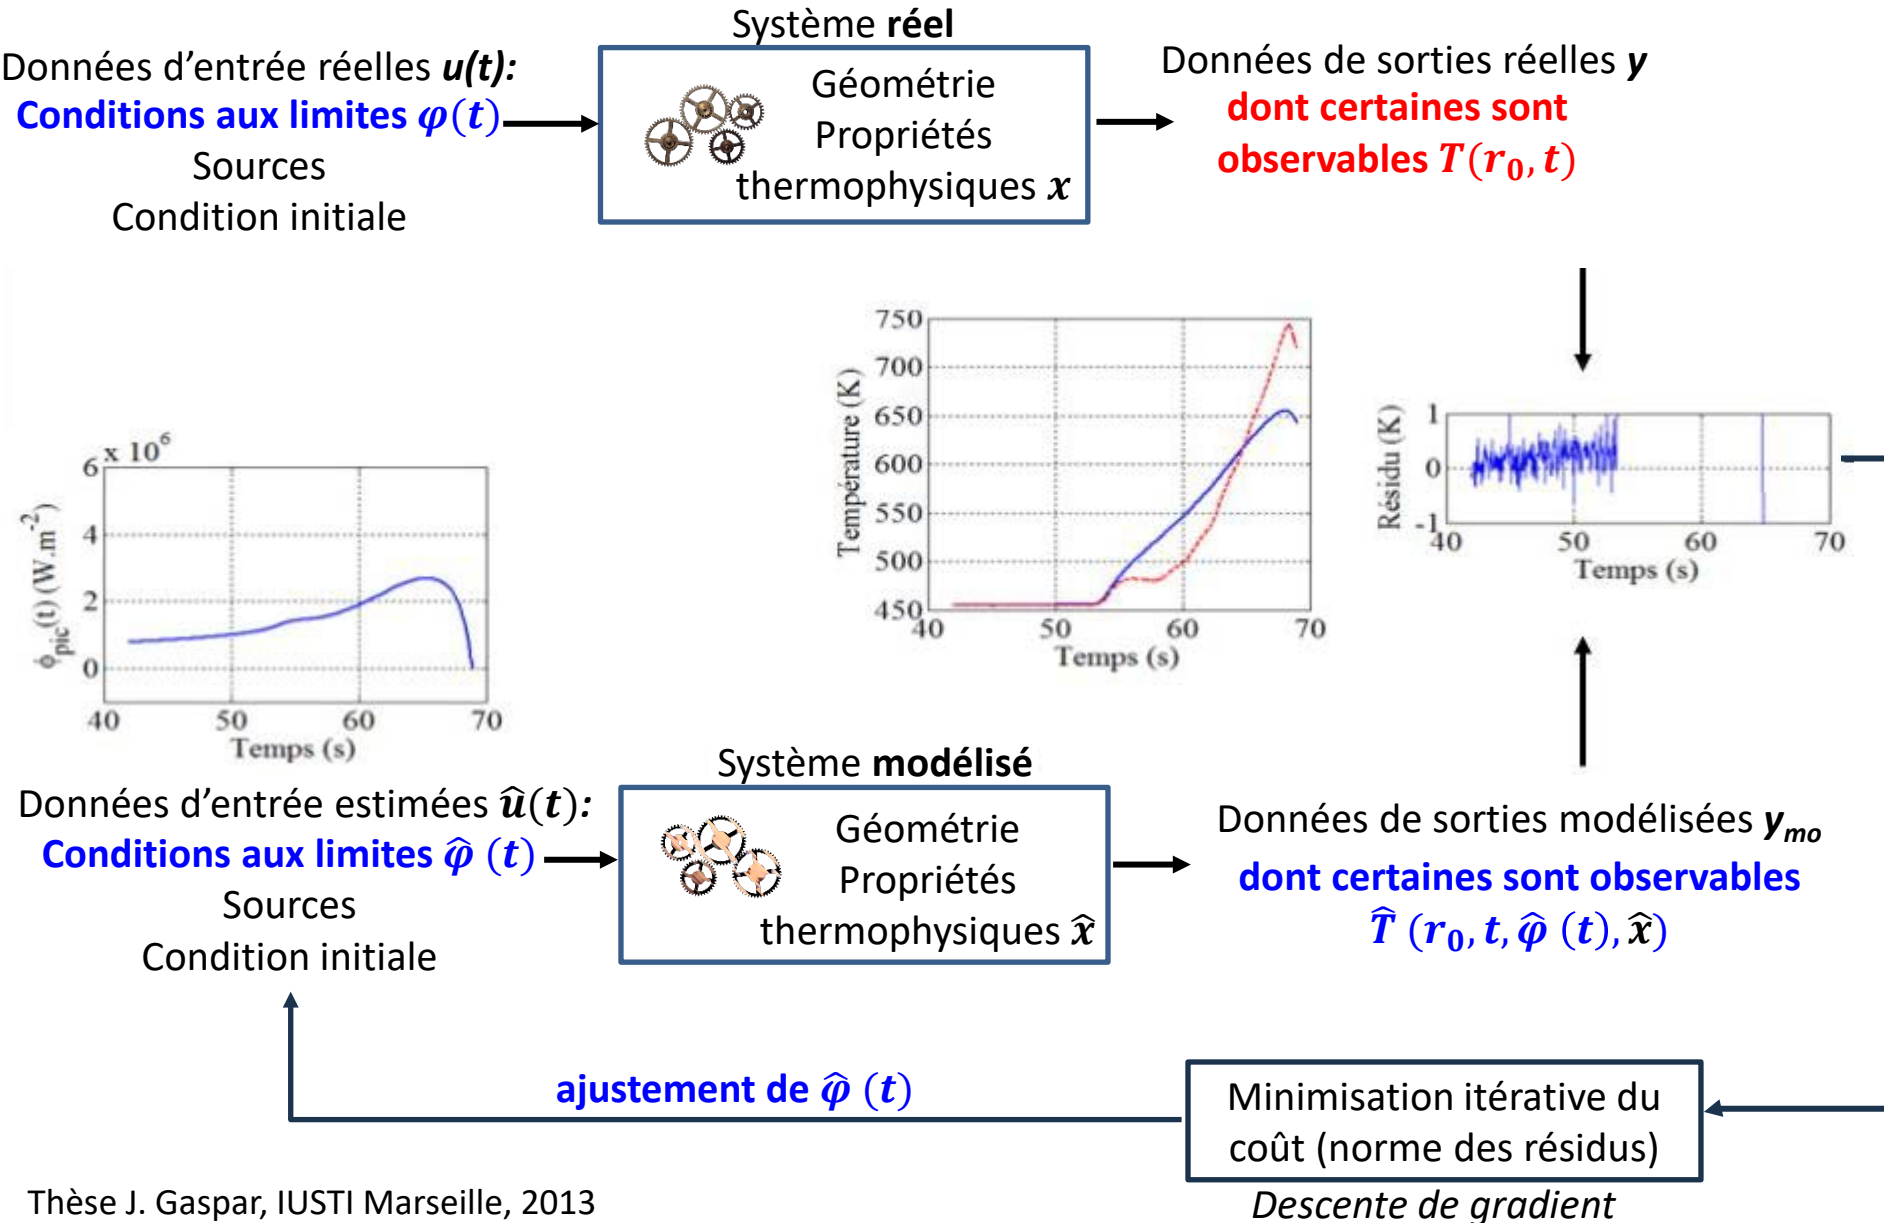 Système réel
Données d'entrée réelles u(t):
Conditions aux limites φ(t)
Sources
Condition initiale
Géométrie
Propriétés
thermophysiques x
Données de sorties réelles y
dont certaines sont
observables T(r₀, t)
x 10⁶
6
4
2
0
40 50 60 70
ϕpic(t) (W.m⁻²)
Temps (s)
750
700
650
600
550
500
450
40 50 60 70
Température (K)
Temps (s)
1
0
-1
40 50 60 70
Résidu (K)
Temps (s)
Système modélisé
Données d'entrée estimées û(t):
Conditions aux limites φ̂ (t)
Sources
Condition initiale
Géométrie
Propriétés
thermophysiques x̂
Données de sorties modélisées yₘₒ
dont certaines sont observables
T̂ (r₀, t, φ̂ (t), x̂)
ajustement de φ̂ (t)
Minimisation itérative du
coût (norme des résidus)
Descente de gradient
Thèse J. Gaspar, IUSTI Marseille, 2013